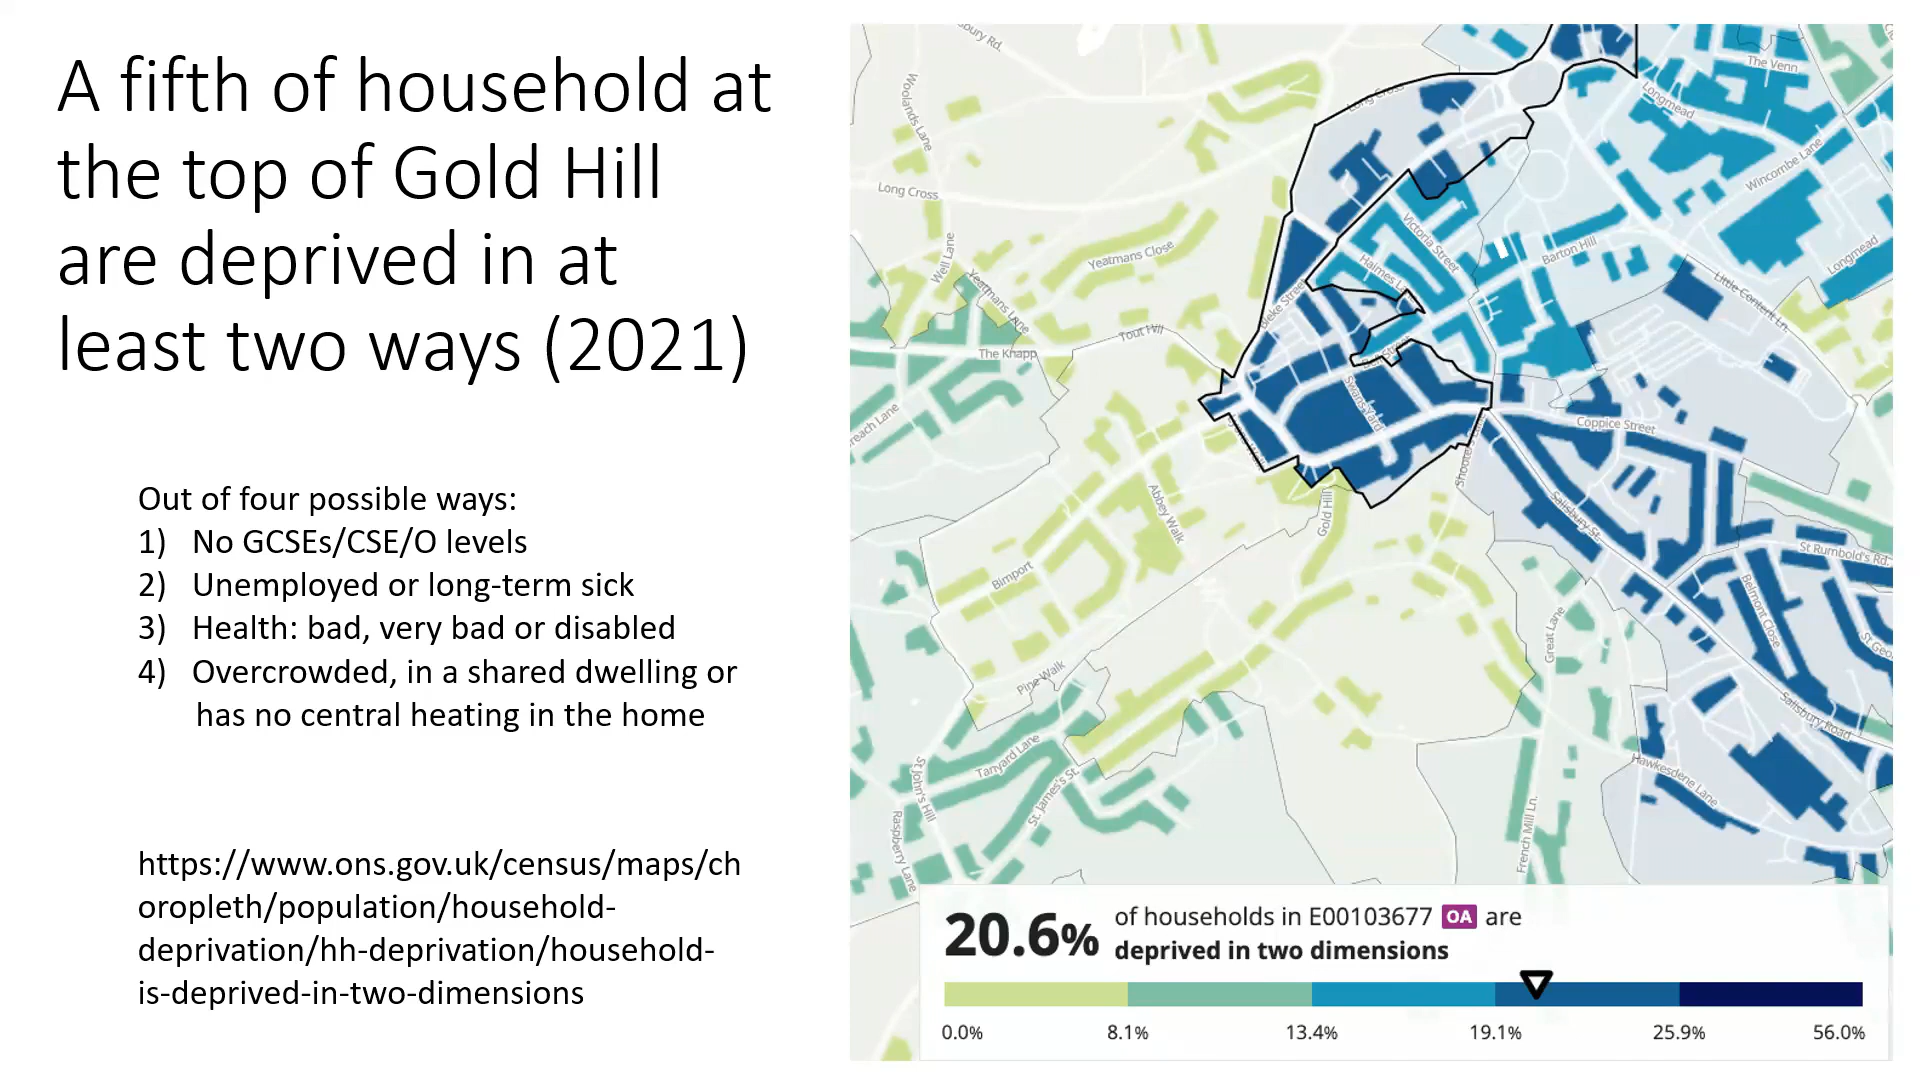 A fifth of household at
the top of Gold Hill
are deprived in at
least two ways (2021)
Out of four possible ways:
1) No GCSEs/CSE/O levels
2) Unemployed or long-term sick
3) Health: bad, very bad or disabled
4) Overcrowded, in a shared dwelling or
has no central heating in the home
https://www.ons.gov.uk/census/maps/ch
oropleth/population/household-
deprivation/hh-deprivation/household-
is-deprived-in-two-dimensions
Woolands Lane
Long Cross
The Venn
Longmead
Wincombe Lane
Long Cross
Well Lane
Yeatmans Close
Yeatmans Lane
Victoria Street
Haimes
Barton Hill
Longmead
Little Content Ln.
Bleke Street
Tout Hill
The Knapp
Swans Yard
Coppice Street
Abbey Walk
Gold Hill
Salisbury St.
St Rumbold's Rd.
Bimport
Belmont Close
Great Lane
Pine Walk
Salisbury Road
Tanyard Lane
St James's St.
St John's Hill
Hawkesdene Lane
Raspberry Lane
French Mill Ln.
20.6% of households in E00103677 OA are
deprived in two dimensions
0.0% 8.1% 13.4% 19.1% 25.9% 56.0%